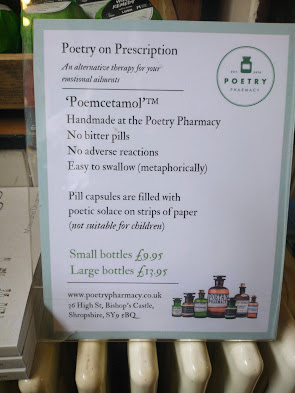 Poetry on Prescription
An alternative therapy for your
emotional ailments
POETRY
PHARMACY
'Poemcetamol'™
Handmade at the Poetry Pharmacy
No bitter pills
No adverse reactions
Easy to swallow (metaphorically)
Pill capsules are filled with
poetic solace on strips of paper
(not suitable for children)
Small bottles £9.95
Large bottles £13.95
www.poetrypharmacy.co.uk
36 High St, Bishop's Castle,
Shropshire, SY9 5BQ